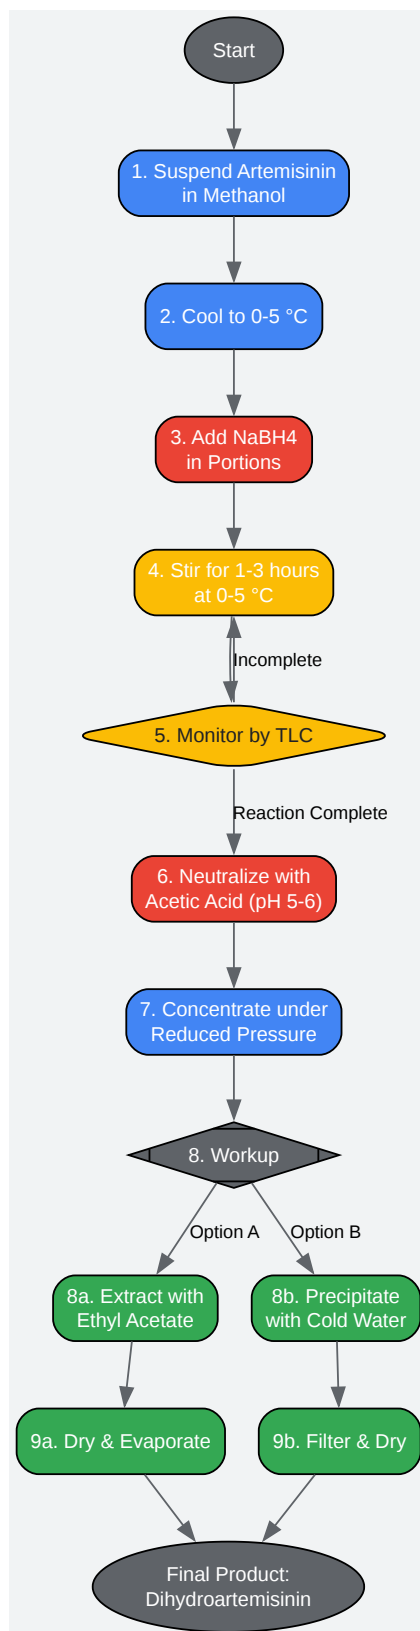 Start
1. Suspend Artemisinin
in Methanol
2. Cool to 0-5 °C
3. Add NaBH4
in Portions
4. Stir for 1-3 hours
at 0-5 °C
Incomplete
5. Monitor by TLC
Reaction Complete
6. Neutralize with
Acetic Acid (pH 5-6)
7. Concentrate under
Reduced Pressure
8. Workup
Option A
Option B
8a. Extract with
Ethyl Acetate
8b. Precipitate
with Cold Water
9a. Dry & Evaporate
9b. Filter & Dry
Final Product:
Dihydroartemisinin